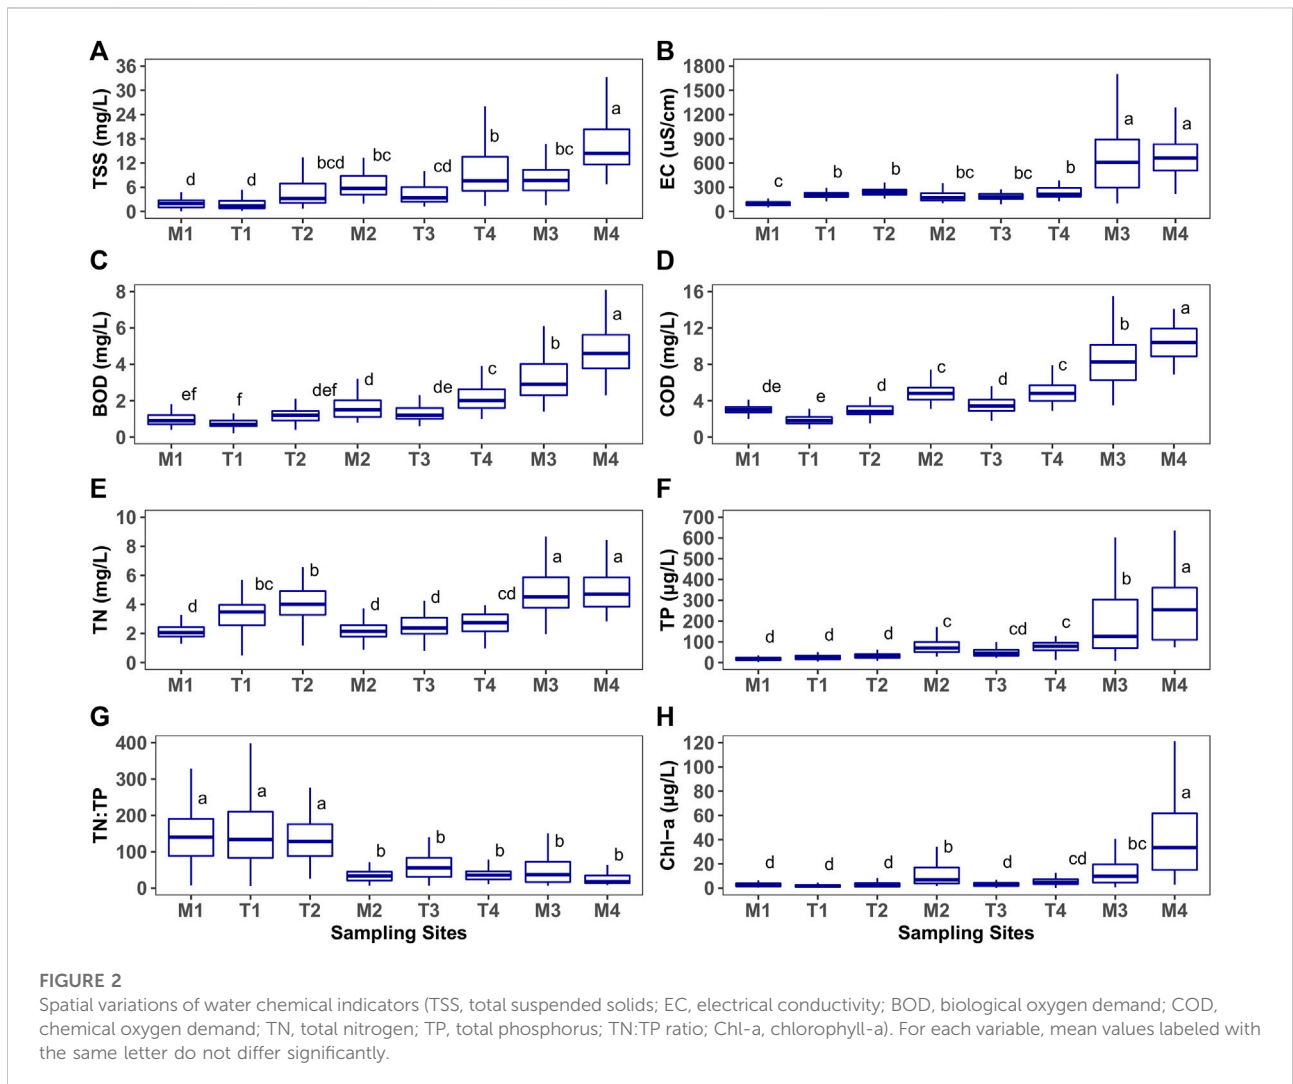 A
TSS (mg/L)
36
30
24
18
12
6
0
d
d
bcd
bc
cd
b
bc
a
M1 T1 T2 M2 T3 T4 M3 M4
B
EC (uS/cm)
1800
1500
1200
900
600
300
0
c
b
b
bc
bc
b
a
a
M1 T1 T2 M2 T3 T4 M3 M4
C
BOD (mg/L)
8
6
4
2
0
ef
f
def
d
de
c
b
a
M1 T1 T2 M2 T3 T4 M3 M4
D
COD (mg/L)
16
12
8
4
0
de
e
d
c
d
c
b
a
M1 T1 T2 M2 T3 T4 M3 M4
E
TN (mg/L)
10
8
6
4
2
0
d
bc
b
d
d
cd
a
a
M1 T1 T2 M2 T3 T4 M3 M4
F
TP (µg/L)
700
600
500
400
300
200
100
0
d
d
d
c
cd
c
b
a
M1 T1 T2 M2 T3 T4 M3 M4
G
TN:TP
400
300
200
100
0
a
a
a
b
b
b
b
b
M1 T1 T2 M2 T3 T4 M3 M4
Sampling Sites
H
Chl−a (µg/L)
120
100
80
60
40
20
0
d
d
d
b
d
cd
bc
a
M1 T1 T2 M2 T3 T4 M3 M4
Sampling Sites
FIGURE 2
Spatial variations of water chemical indicators (TSS, total suspended solids; EC, electrical conductivity; BOD, biological oxygen demand; COD,
chemical oxygen demand; TN, total nitrogen; TP, total phosphorus; TN:TP ratio; Chl-a, chlorophyll-a). For each variable, mean values labeled with
the same letter do not differ significantly.